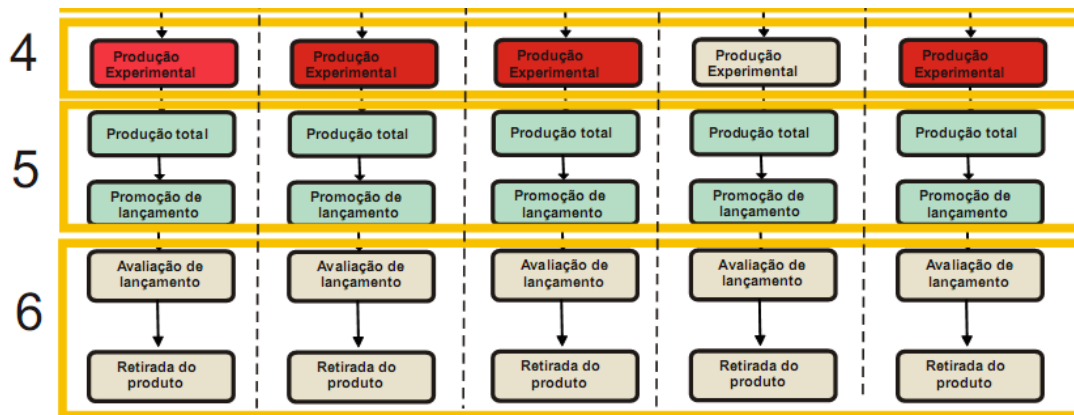 4
Produção
Experimental
Produção
Experimental
Produção
Experimental
Produção
Experimental
Produção
Experimental
5
Produção total
Produção total
Produção total
Produção total
Produção total
Promoção de
lançamento
Promoção de
lançamento
Promoção de
lançamento
Promoção de
lançamento
Promoção de
lançamento
6
Avaliação de
lançamento
Avaliação de
lançamento
Avaliação de
lançamento
Avaliação de
lançamento
Avaliação de
lançamento
Retirada do
produto
Retirada do
produto
Retirada do
produto
Retirada do
produto
Retirada do
produto